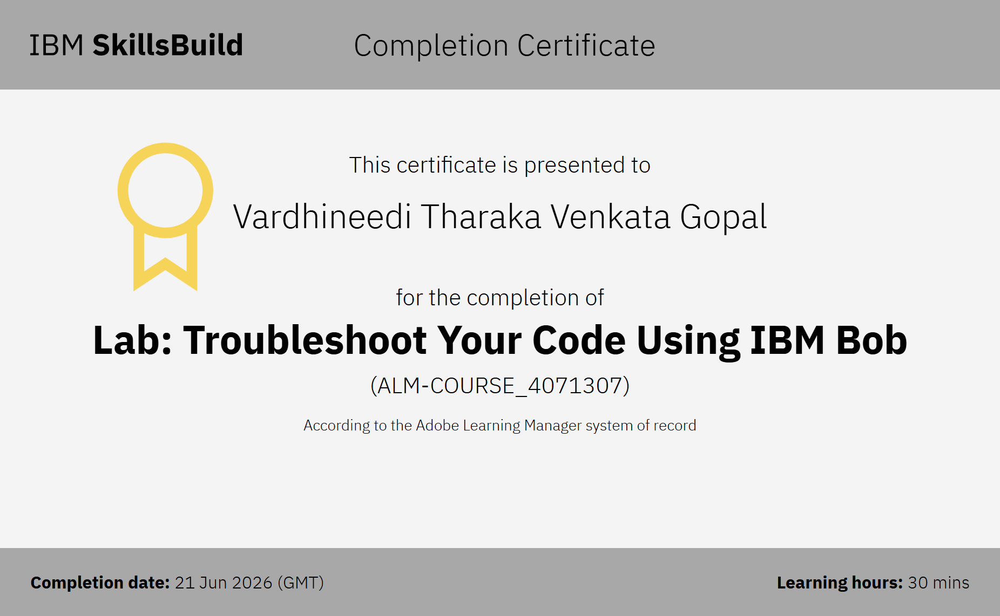 IBM SkillsBuild
Completion Certificate
This certificate is presented to
Vardhineedi Tharaka Venkata Gopal
for the completion of
Lab: Troubleshoot Your Code Using IBM Bob
(ALM-COURSE_4071307)
According to the Adobe Learning Manager system of record
Completion date: 21 Jun 2026 (GMT)
Learning hours: 30 mins